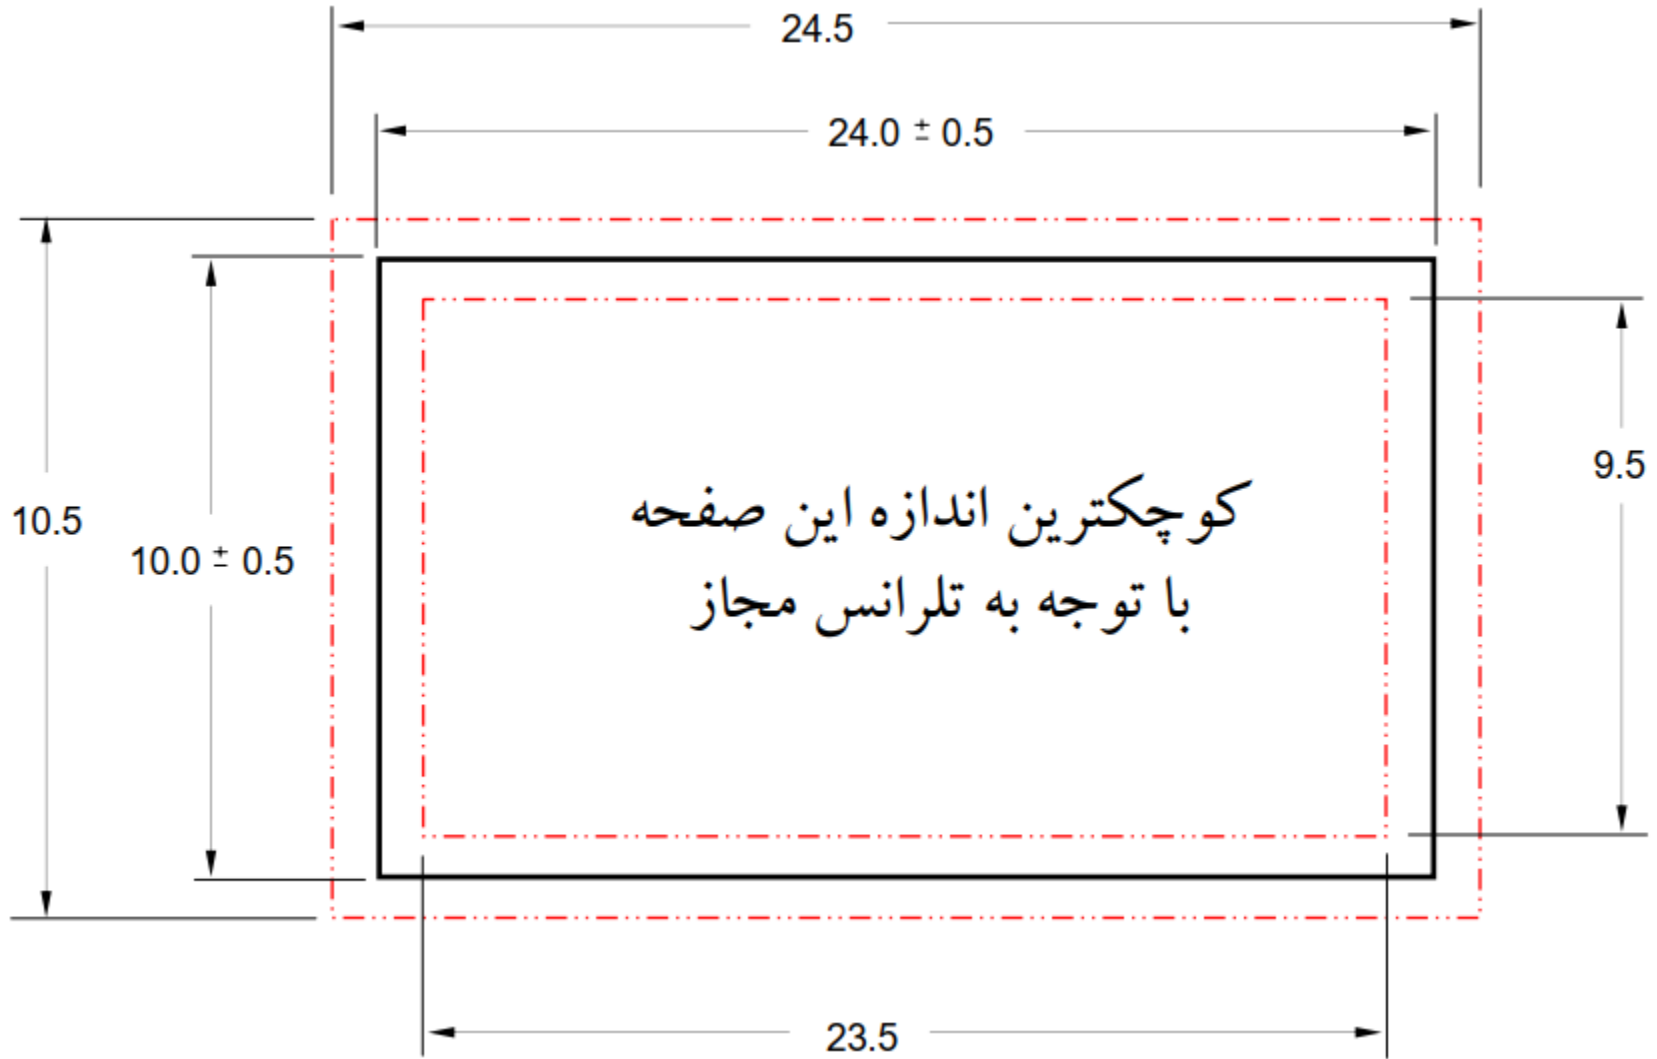 24.5
24.0 ± 0.5
9.5
10.5
10.0 ± 0.5
کوچکترین اندازه این صفحه
با توجه به تلرانس مجاز
23.5